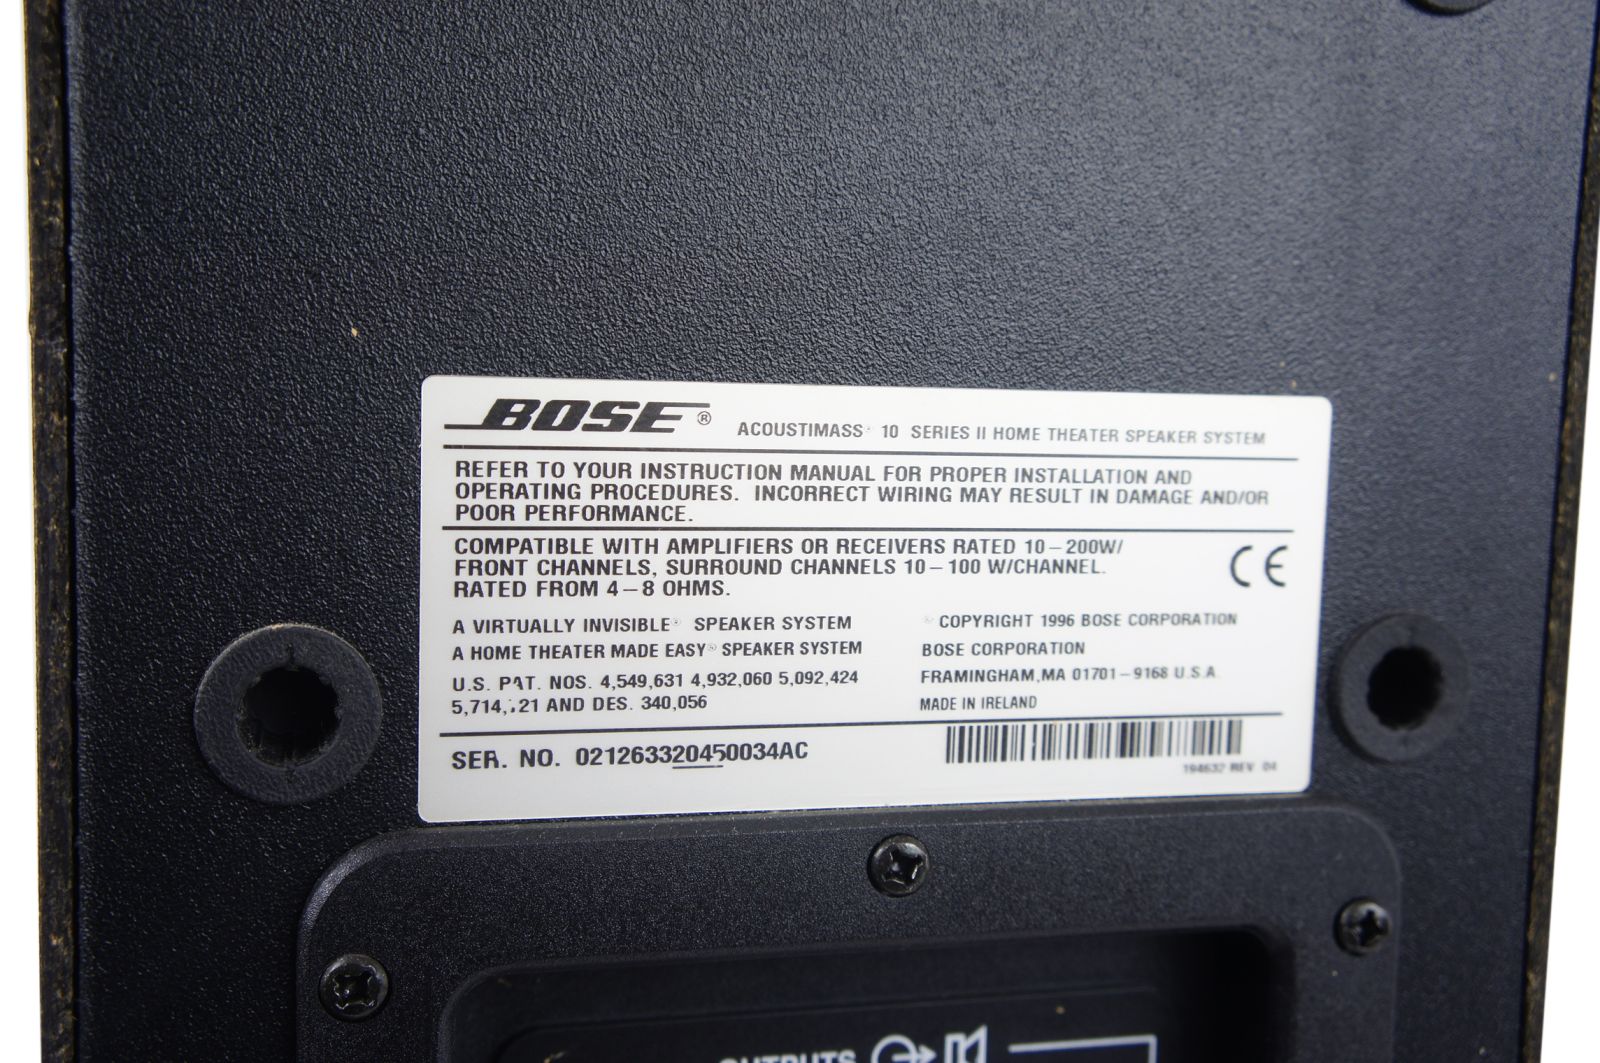 BOSE ® ACOUSTIMASS® 10 SERIES II HOME THEATER SPEAKER SYSTEM
REFER TO YOUR INSTRUCTION MANUAL FOR PROPER INSTALLATION AND
OPERATING PROCEDURES. INCORRECT WIRING MAY RESULT IN DAMAGE AND/OR
POOR PERFORMANCE.
COMPATIBLE WITH AMPLIFIERS OR RECEIVERS RATED 10–200W/
FRONT CHANNELS, SURROUND CHANNELS 10–100 W/CHANNEL.
RATED FROM 4–8 OHMS.
CE
A VIRTUALLY INVISIBLE® SPEAKER SYSTEM
A HOME THEATER MADE EASY® SPEAKER SYSTEM
U.S. PAT. NOS. 4,549,631 4,932,060 5,092,424
AND DES. 340,056
© COPYRIGHT 1996 BOSE CORPORATION
BOSE CORPORATION
FRAMINGHAM,MA 01701–9168 U.S.A.
MADE IN IRELAND
SER. NO. 021263320450034AC
194632 REV 04
OUTPUTS